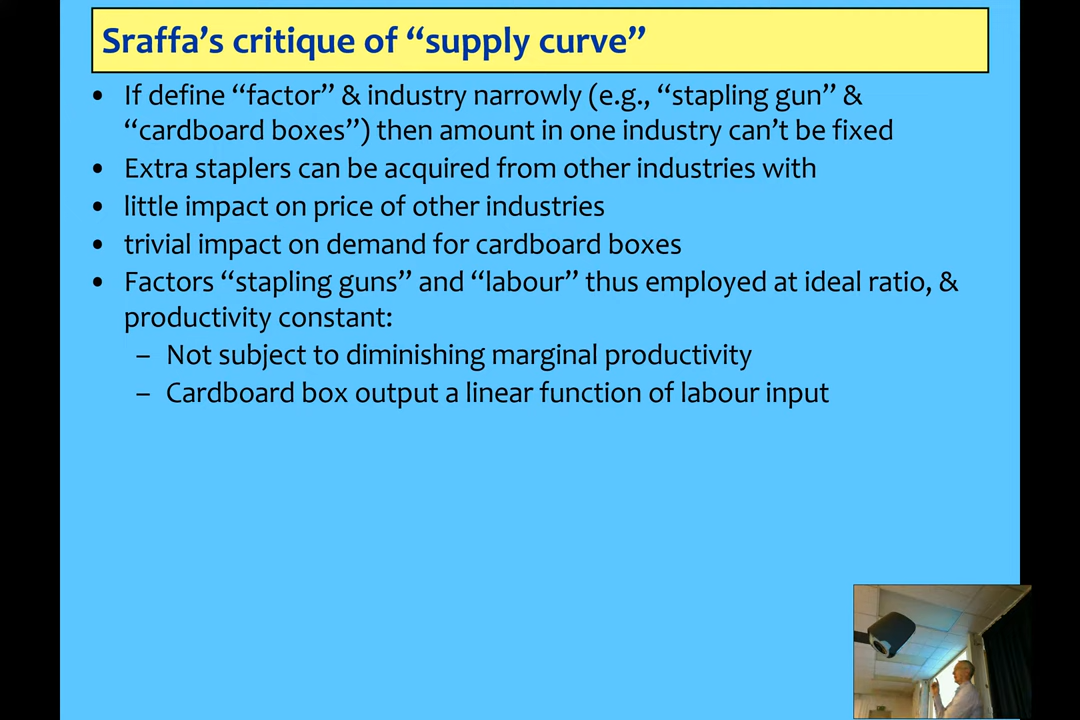 Sraffa's critique of “supply curve”
• If define “factor” & industry narrowly (e.g., “stapling gun” &
“cardboard boxes”) then amount in one industry can't be fixed
• Extra staplers can be acquired from other industries with
• little impact on price of other industries
• trivial impact on demand for cardboard boxes
• Factors “stapling guns” and “labour” thus employed at ideal ratio, &
productivity constant:
– Not subject to diminishing marginal productivity
– Cardboard box output a linear function of labour input